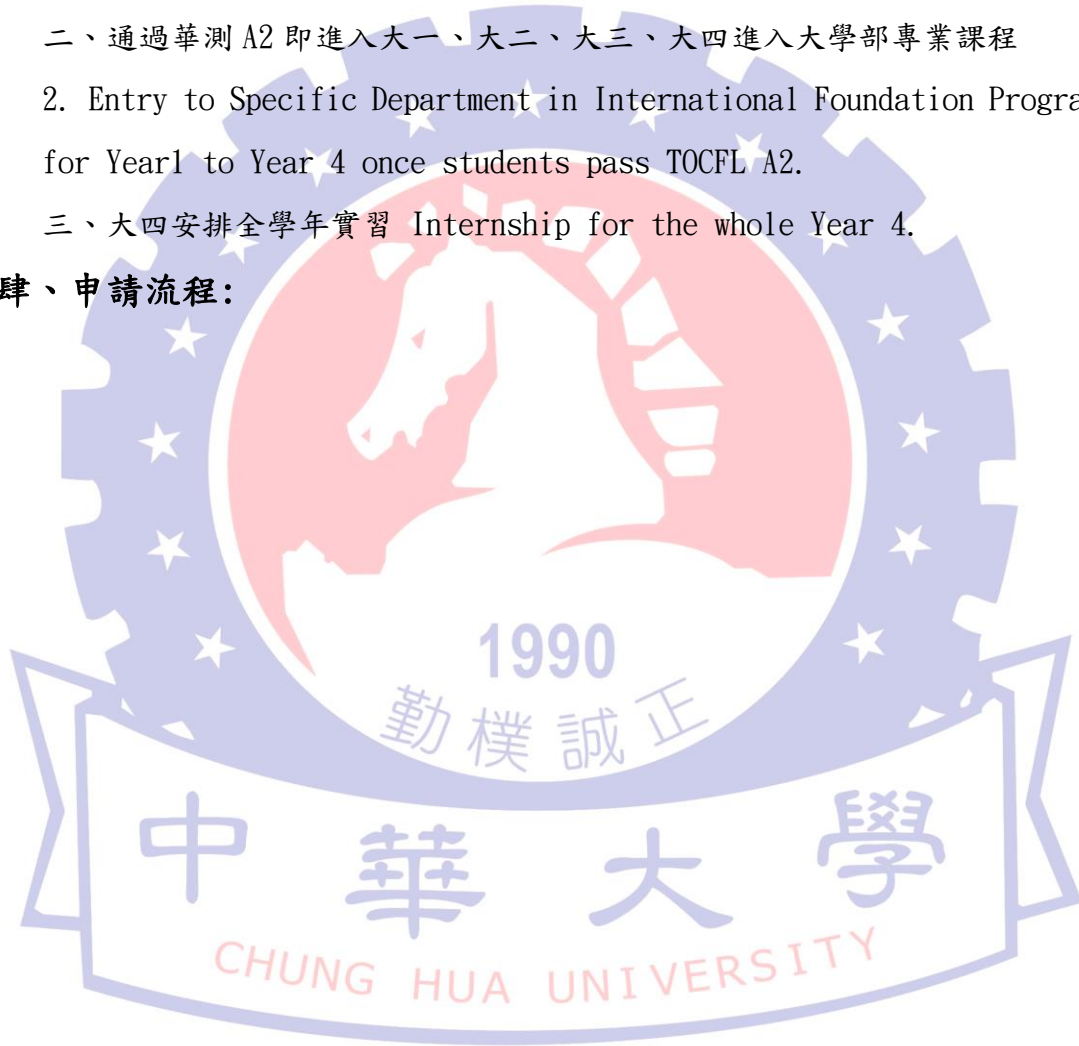 二、通過華測 A2 即進入大一、大二、大三、大四進入大學部專業課程
2. Entry to Specific Department in International Foundation Progra
for Year1 to Year 4 once students pass TOCFL A2.
三、大四安排全學年實習 Internship for the whole Year 4.
肆、申請流程:
1990
勤樸誠正
中華大學
CHUNG HUA UNIVERSITY